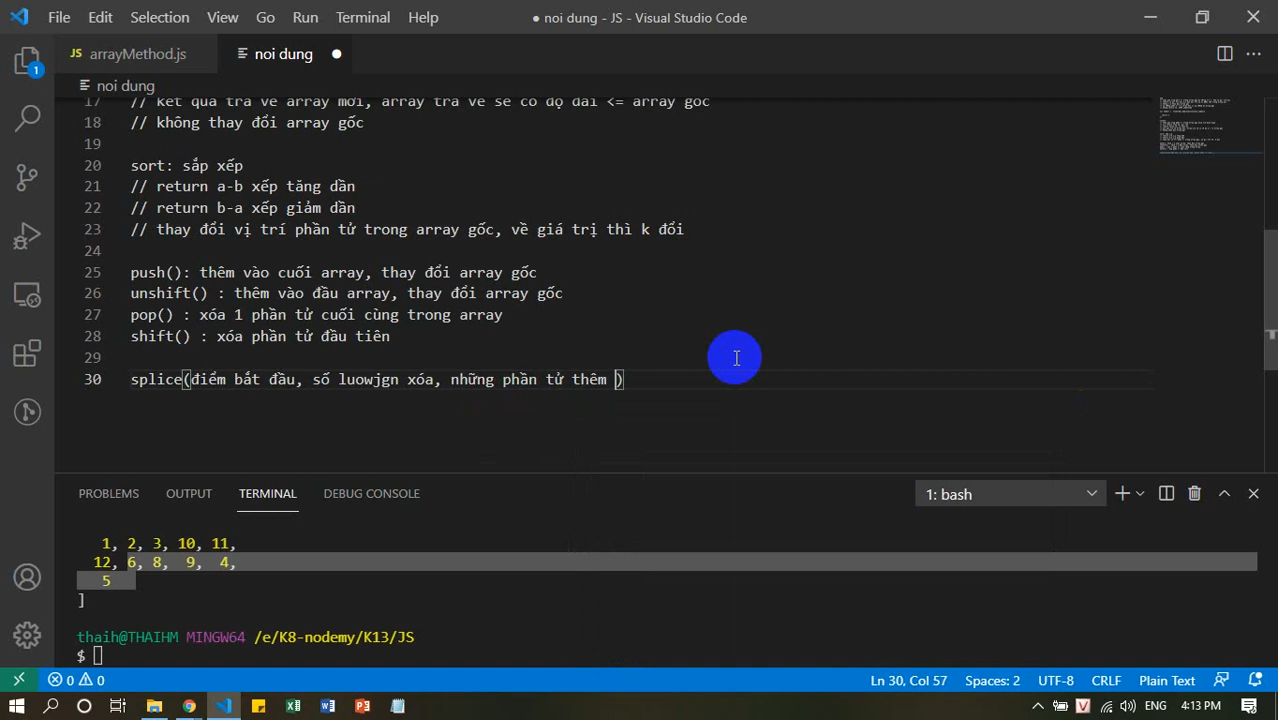 File Edit Selection View Go Run Terminal Help ● noi dung - JS - Visual Studio Code
JS arrayMethod.js noi dung ●
1
noi dung
17 // kết quả trả về array mới, array trả về sẽ có độ dài <= array gốc
18 // không thay đổi array gốc
19
20 sort: sắp xếp
21 // return a-b xếp tăng dần
22 // return b-a xếp giảm dần
23 // thay đổi vị trí phần tử trong array gốc, về giá trị thì k đổi
24
25 push(): thêm vào cuối array, thay đổi array gốc
26 unshift() : thêm vào đầu array, thay đổi array gốc
27 pop() : xóa 1 phần tử cuối cùng trong array
28 shift() : xóa phần tử đầu tiên
29
30 splice(điểm bắt đầu, số luowjgn xóa, những phần tử thêm )
PROBLEMS OUTPUT TERMINAL DEBUG CONSOLE 1: bash
1, 2, 3, 10, 11,
12, 6, 8, 9, 4,
5
]
thaih@THAIHM MINGW64 /e/K8-nodemy/K13/JS
$
0 0 Ln 30, Col 57 Spaces: 2 UTF-8 CRLF Plain Text
ENG 4:13 PM